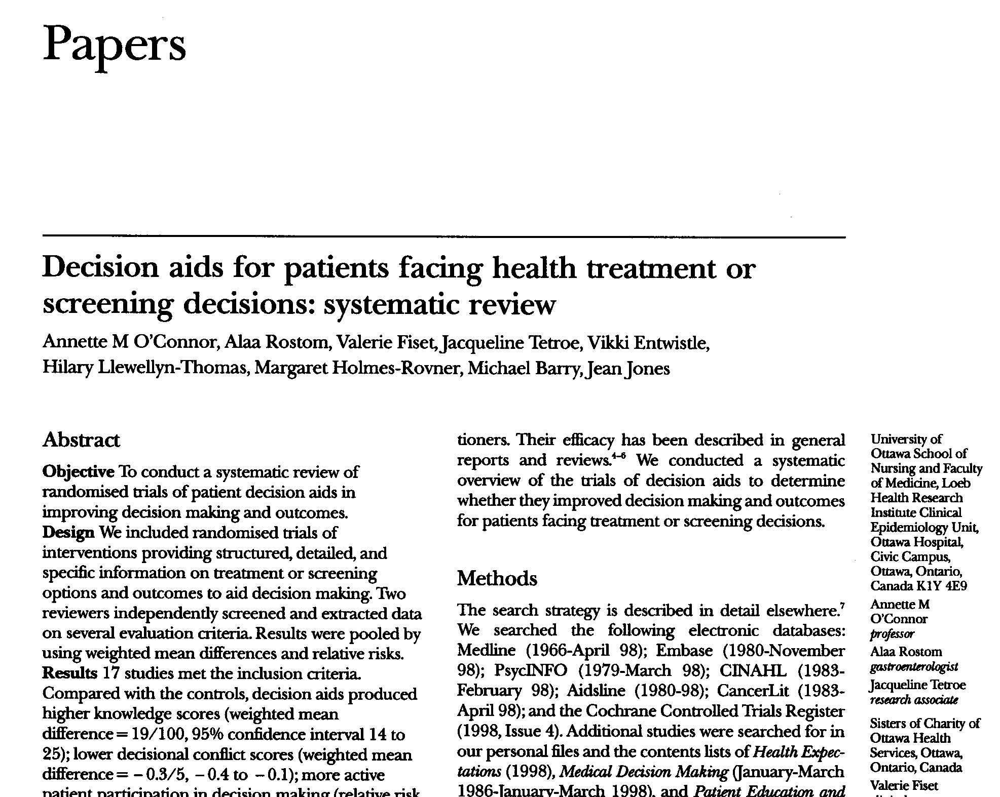 Papers
Decision aids for patients facing health treatment or
screening decisions: systematic review
Annette M O'Connor, Alaa Rostom, Valerie Fiset, Jacqueline Tetroe, Vikki Entwistle,
Hilary Llewellyn-Thomas, Margaret Holmes-Rovner, Michael Barry, Jean Jones
Abstract
Objective To conduct a systematic review of
randomised trials of patient decision aids in
improving decision making and outcomes.
Design We included randomised trials of
interventions providing structured, detailed, and
specific information on treatment or screening
options and outcomes to aid decision making. Two
reviewers independently screened and extracted data
on several evaluation criteria. Results were pooled by
using weighted mean differences and relative risks.
Results 17 studies met the inclusion criteria.
Compared with the controls, decision aids produced
higher knowledge scores (weighted mean
difference = 19/100, 95% confidence interval 14 to
25); lower decisional conflict scores (weighted mean
difference = − 0.3/5, − 0.4 to − 0.1); more active
patient participation in decision making (relative risk
tioners. Their efficacy has been described in general
reports and reviews.4–6 We conducted a systematic
overview of the trials of decision aids to determine
whether they improved decision making and outcomes
for patients facing treatment or screening decisions.
Methods
The search strategy is described in detail elsewhere.7
We searched the following electronic databases:
Medline (1966-April 98); Embase (1980-November
98); PsycINFO (1979-March 98); CINAHL (1983-
February 98); Aidsline (1980-98); CancerLit (1983-
April 98); and the Cochrane Controlled Trials Register
(1998, Issue 4). Additional studies were searched for in
our personal files and the contents lists of Health Expec-
tations (1998), Medical Decision Making (January-March
1986-January-March 1998), and Patient Education and
University of
Ottawa School of
Nursing and Faculty
of Medicine, Loeb
Health Research
Institute Clinical
Epidemiology Unit,
Ottawa Hospital,
Civic Campus,
Ottawa, Ontario,
Canada K1Y 4E9
Annette M
O'Connor
professor
Alaa Rostom
gastroenterologist
Jacqueline Tetroe
research associate
Sisters of Charity of
Ottawa Health
Services, Ottawa,
Ontario, Canada
Valerie Fiset